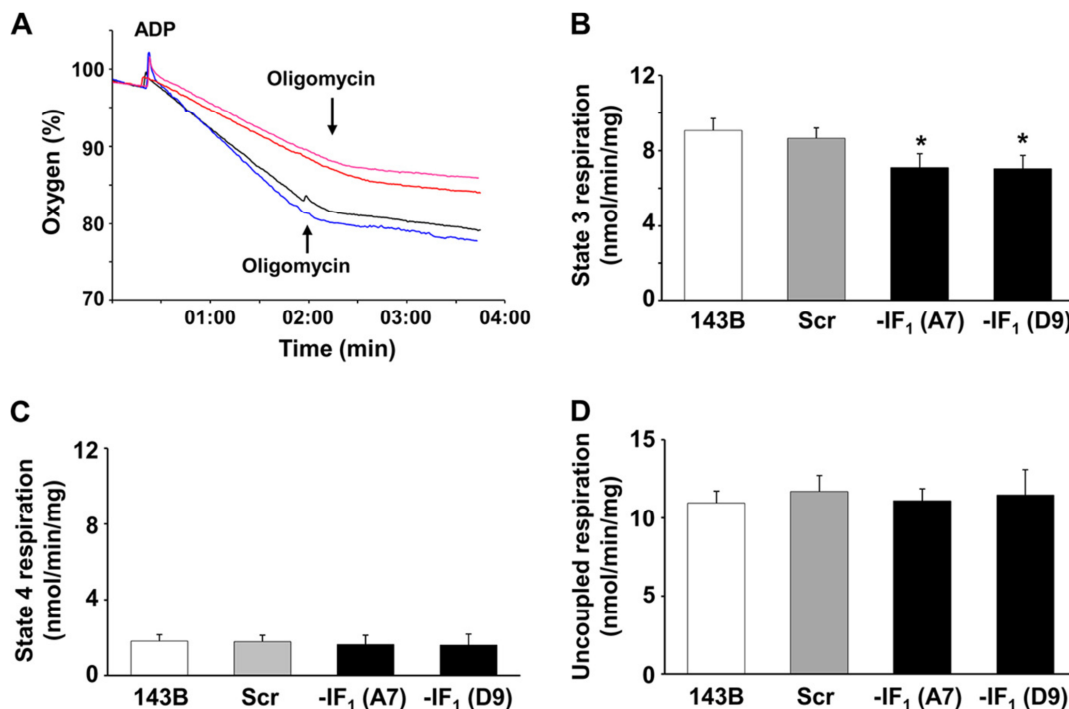 A
ADP
Oligomycin
Oligomycin
Oxygen (%)
100
90
80
70
01:00 02:00 03:00 04:00
Time (min)
B
State 3 respiration
(nmol/min/mg)
12
8
4
0
* *
143B Scr -IF₁ (A7) -IF₁ (D9)
C
State 4 respiration
(nmol/min/mg)
12
8
4
0
143B Scr -IF₁ (A7) -IF₁ (D9)
D
Uncoupled respiration
(nmol/min/mg)
15
10
5
0
143B Scr -IF₁ (A7) -IF₁ (D9)